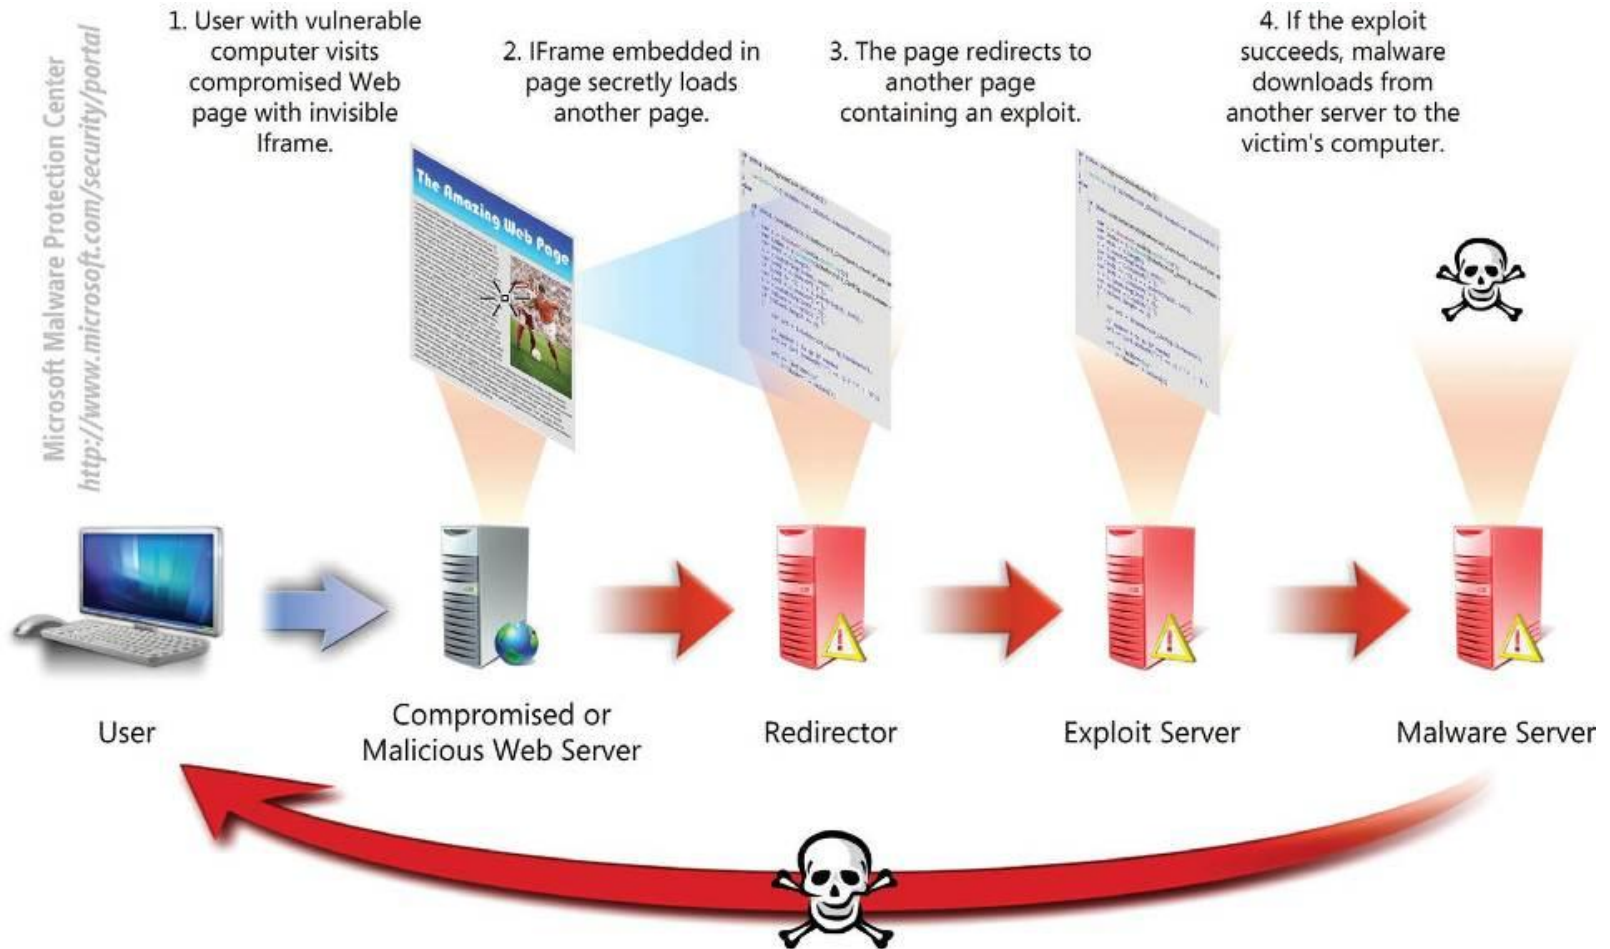 Microsoft Malware Protection Center
http://www.microsoft.com/security/portal
1. User with vulnerable
computer visits
compromised Web
page with invisible
Iframe.
2. IFrame embedded in
page secretly loads
another page.
3. The page redirects to
another page
containing an exploit.
4. If the exploit
succeeds, malware
downloads from
another server to the
victim's computer.
The Amazing Web Page
User
Compromised or
Malicious Web Server
Redirector
Exploit Server
Malware Server